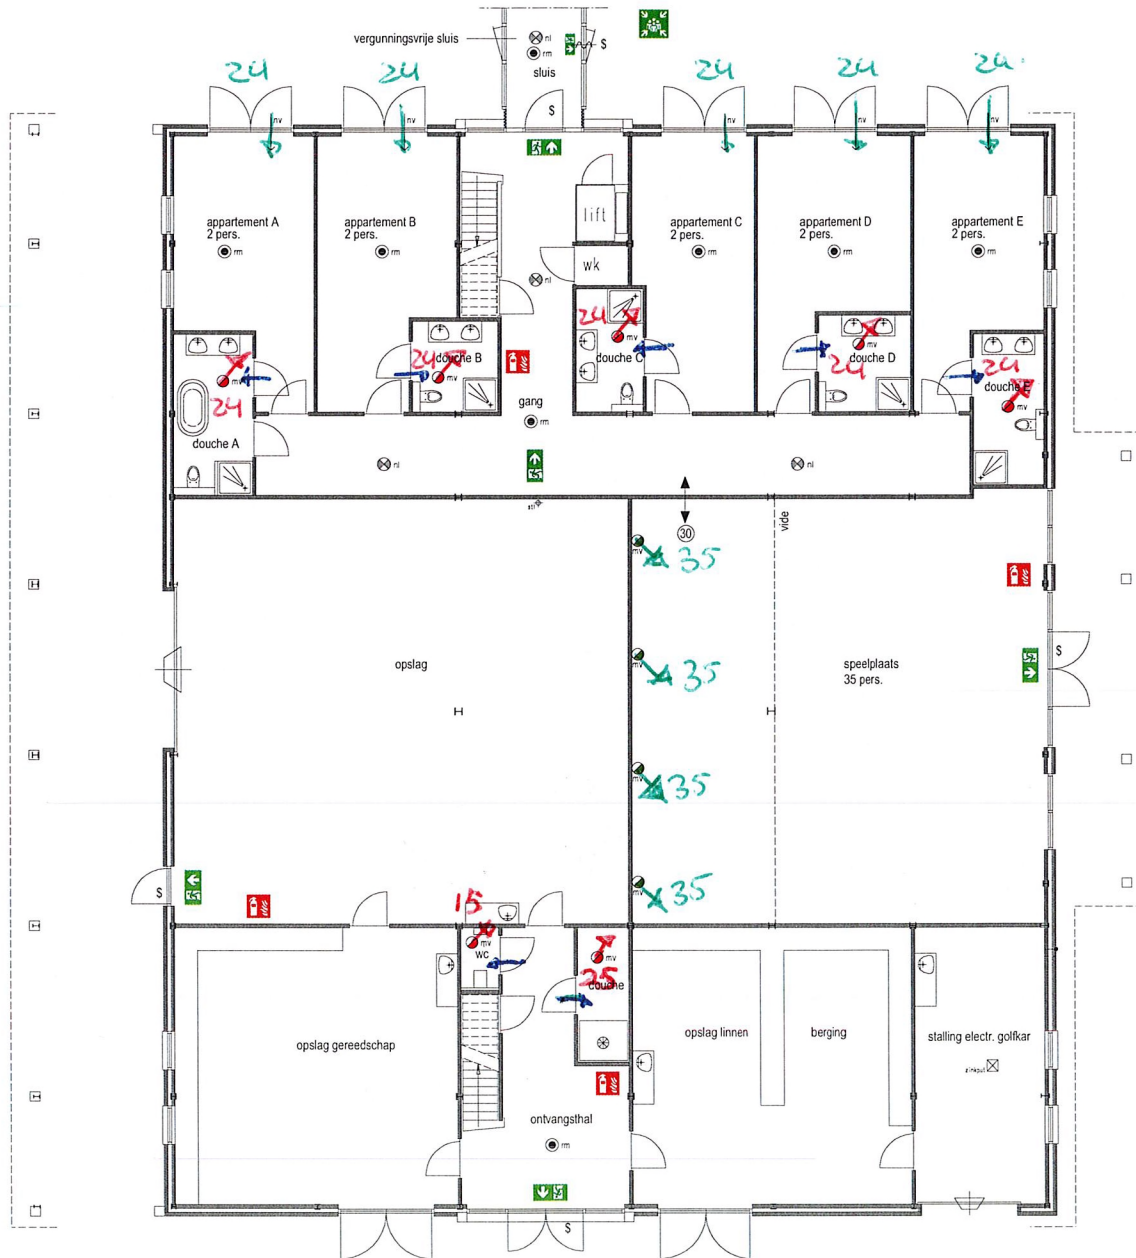 vergunningsvrije sluis
nl
rm
$
sluis
24
24
24
24
24
$
nv
nv
nv
nv
nv
appartement A
2 pers.
rm
appartement B
2 pers.
rm
lift
wk
nl
appartement C
2 pers.
rm
appartement D
2 pers.
rm
appartement E
2 pers.
rm
mv
24
douche A
douche B
24
mv
24
mv
douche C
mv
douche D
24
24
douche E
mv
gang
rm
nl
nl
30
vide
mv
35
opslag
mv
35
speelplaats
35 pers.
$
mv
35
mv
35
$
15
mv
wc
mv
25
douche
opslag gereedschap
opslag linnen
berging
stalling electr. golfkar
zinkput
ontvangsthal
rm
$